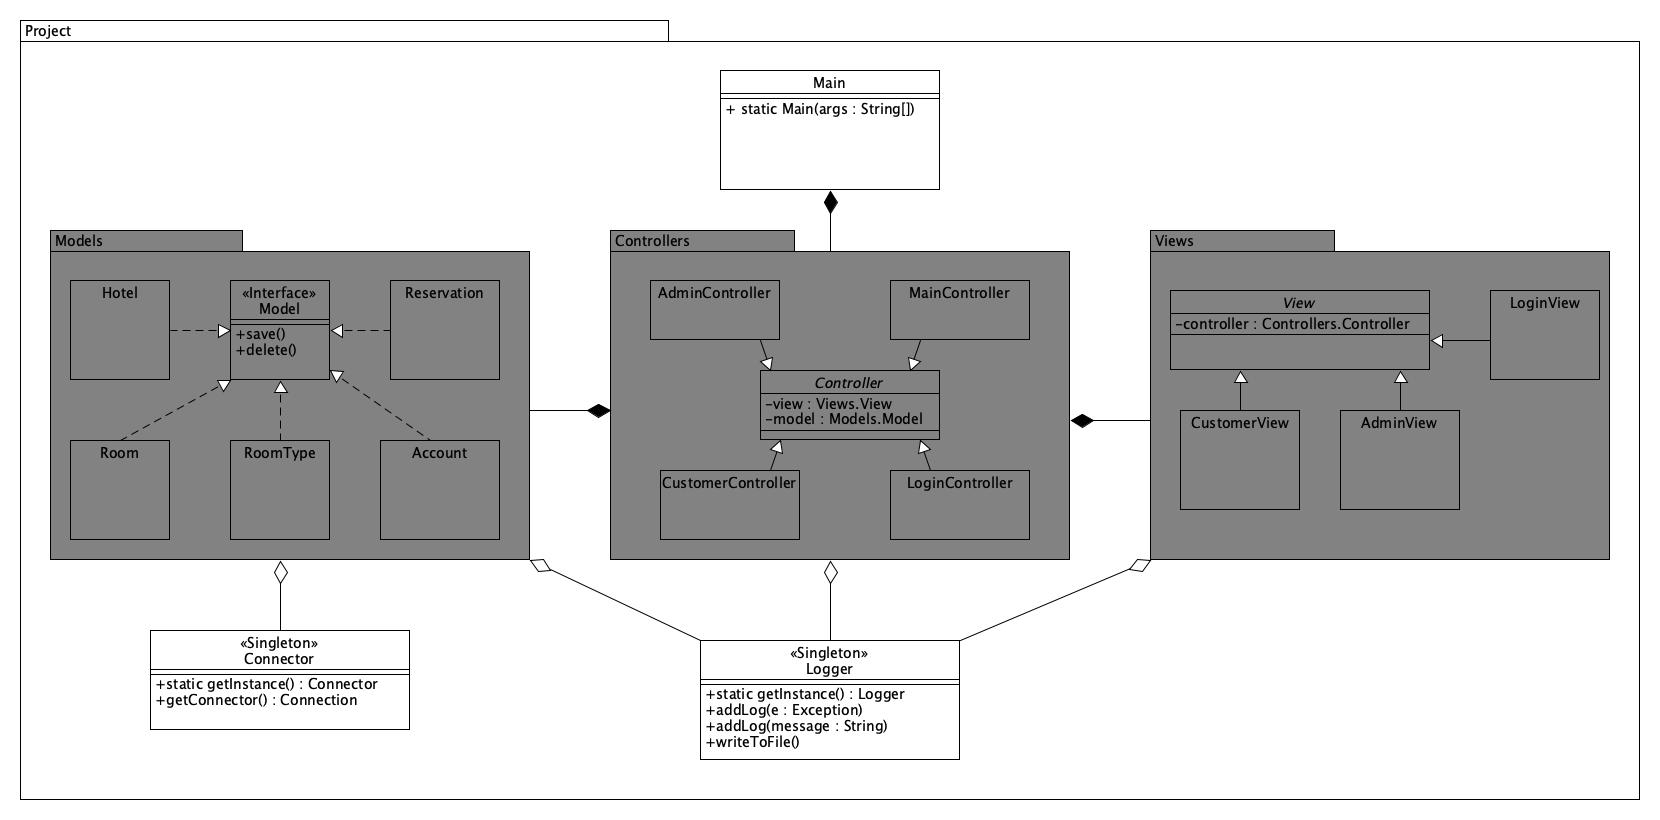 Project
Main
+ static Main(args : String[])
Models
Hotel
«Interface»
Model
+save()
+delete()
Reservation
Room
RoomType
Account
Controllers
AdminController
MainController
Controller
-view : Views.View
-model : Models.Model
CustomerController
LoginController
Views
View
-controller : Controllers.Controller
LoginView
CustomerView
AdminView
«Singleton»
Connector
+static getInstance() : Connector
+getConnector() : Connection
«Singleton»
Logger
+static getInstance() : Logger
+addLog(e : Exception)
+addLog(message : String)
+writeToFile()